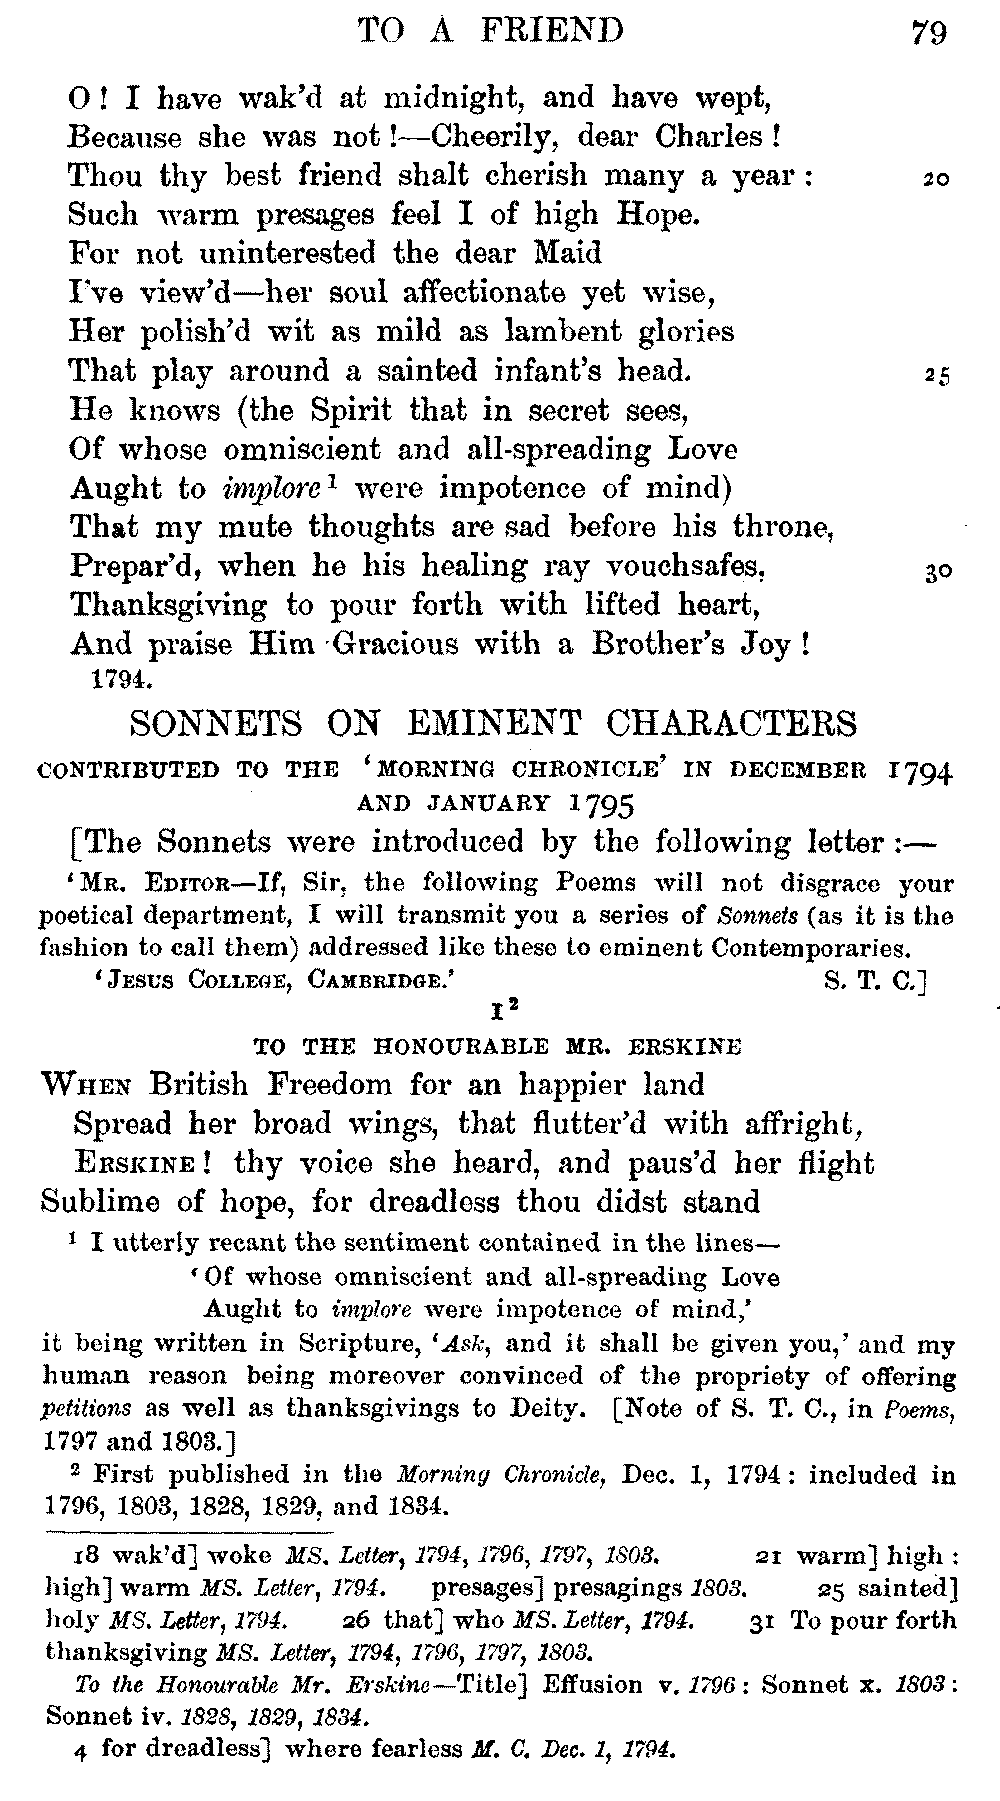 TO A FRIEND 79
O! I have wak'd at midnight, and have wept,
Because she was not!—Cheerily, dear Charles!
Thou thy best friend shalt cherish many a year: 20
Such warm presages feel I of high Hope.
For not uninterested the dear Maid
I've view'd—her soul affectionate yet wise,
Her polish'd wit as mild as lambent glories
That play around a sainted infant's head. 25
He knows (the Spirit that in secret sees,
Of whose omniscient and all-spreading Love
Aught to implore¹ were impotence of mind)
That my mute thoughts are sad before his throne,
Prepar'd, when he his healing ray vouchsafes, 30
Thanksgiving to pour forth with lifted heart,
And praise Him Gracious with a Brother's Joy!
1794.
SONNETS ON EMINENT CHARACTERS
CONTRIBUTED TO THE 'MORNING CHRONICLE' IN DECEMBER 1794
AND JANUARY 1795
[The Sonnets were introduced by the following letter:—
'MR. EDITOR—If, Sir, the following Poems will not disgrace your
poetical department, I will transmit you a series of Sonnets (as it is the
fashion to call them) addressed like these to eminent Contemporaries.
'JESUS COLLEGE, CAMBRIDGE.' S. T. C.]
I²
TO THE HONOURABLE MR. ERSKINE
WHEN British Freedom for an happier land
Spread her broad wings, that flutter'd with affright,
ERSKINE! thy voice she heard, and paus'd her flight
Sublime of hope, for dreadless thou didst stand
¹ I utterly recant the sentiment contained in the lines—
'Of whose omniscient and all-spreading Love
Aught to implore were impotence of mind,'
it being written in Scripture, 'Ask, and it shall be given you,' and my
human reason being moreover convinced of the propriety of offering
petitions as well as thanksgivings to Deity. [Note of S. T. C., in Poems,
1797 and 1803.]
² First published in the Morning Chronicle, Dec. 1, 1794: included in
1796, 1803, 1828, 1829, and 1834.
18 wak'd] woke MS. Letter, 1794, 1796, 1797, 1803. 21 warm] high:
high] warm MS. Letter, 1794. presages] presagings 1803. 25 sainted]
holy MS. Letter, 1794. 26 that] who MS. Letter, 1794. 31 To pour forth
thanksgiving MS. Letter, 1794, 1796, 1797, 1803.
To the Honourable Mr. Erskine—Title] Effusion v. 1796: Sonnet x. 1803:
Sonnet iv. 1828, 1829, 1834.
4 for dreadless] where fearless M. C. Dec. 1, 1794.